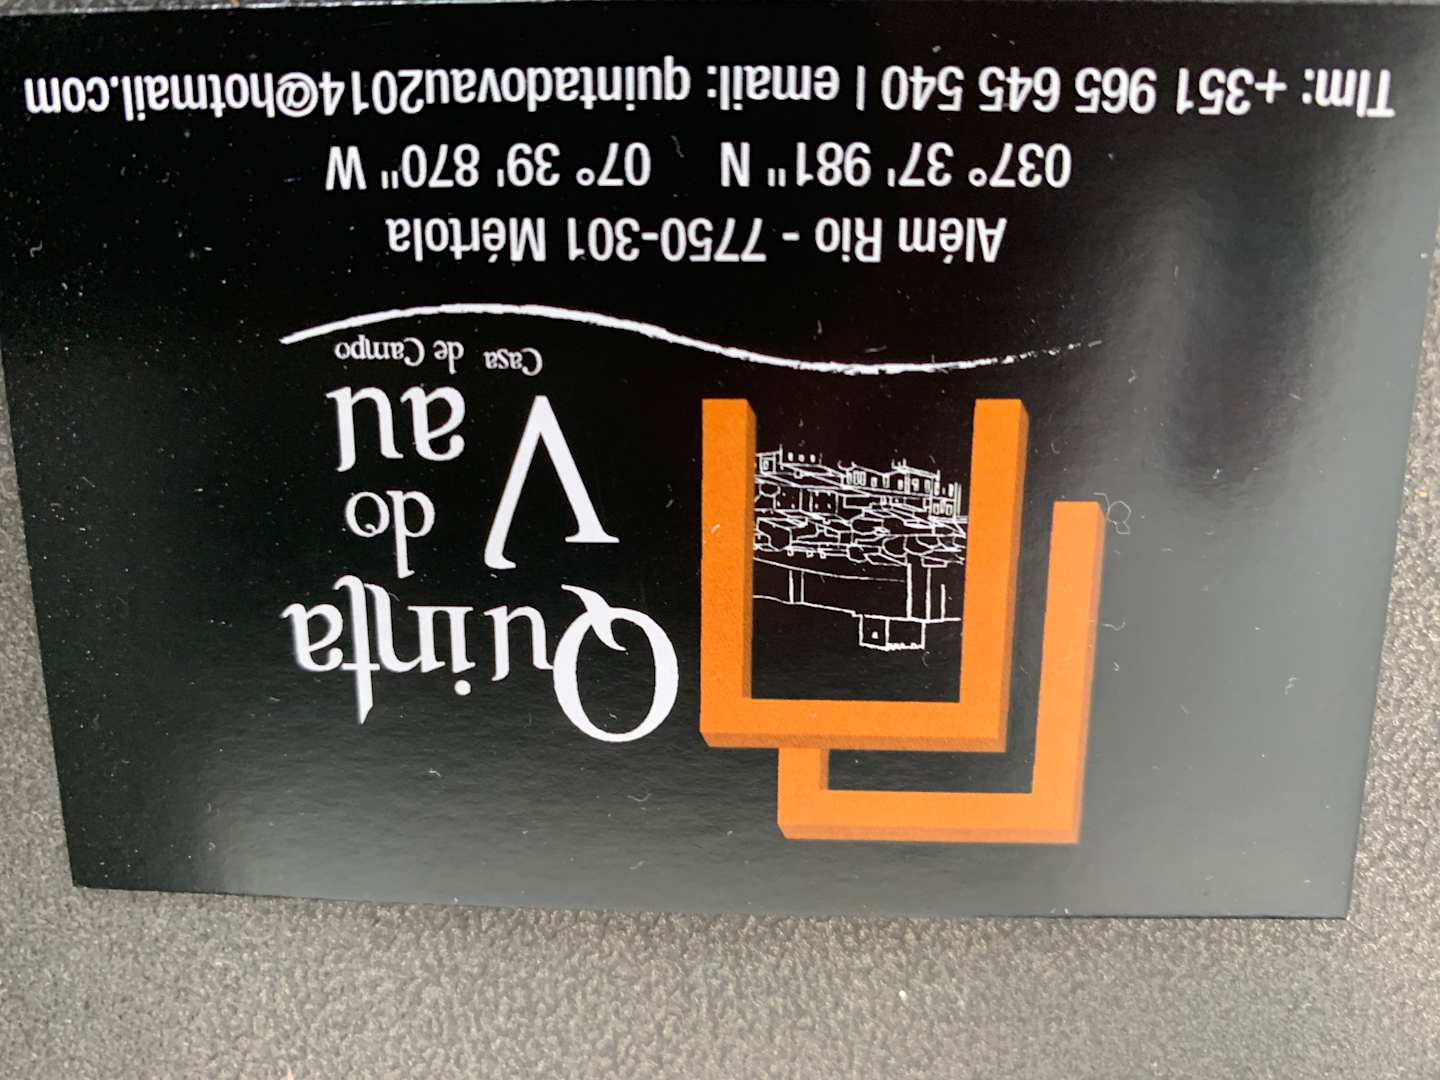 Quinta
do
Vau
Casa de Campo
Além Rio - 7750-301 Mértola
037° 37' 981" N 07° 39' 870" W
Tlm: +351 965 645 540 | email: quintadovau2014@hotmail.com